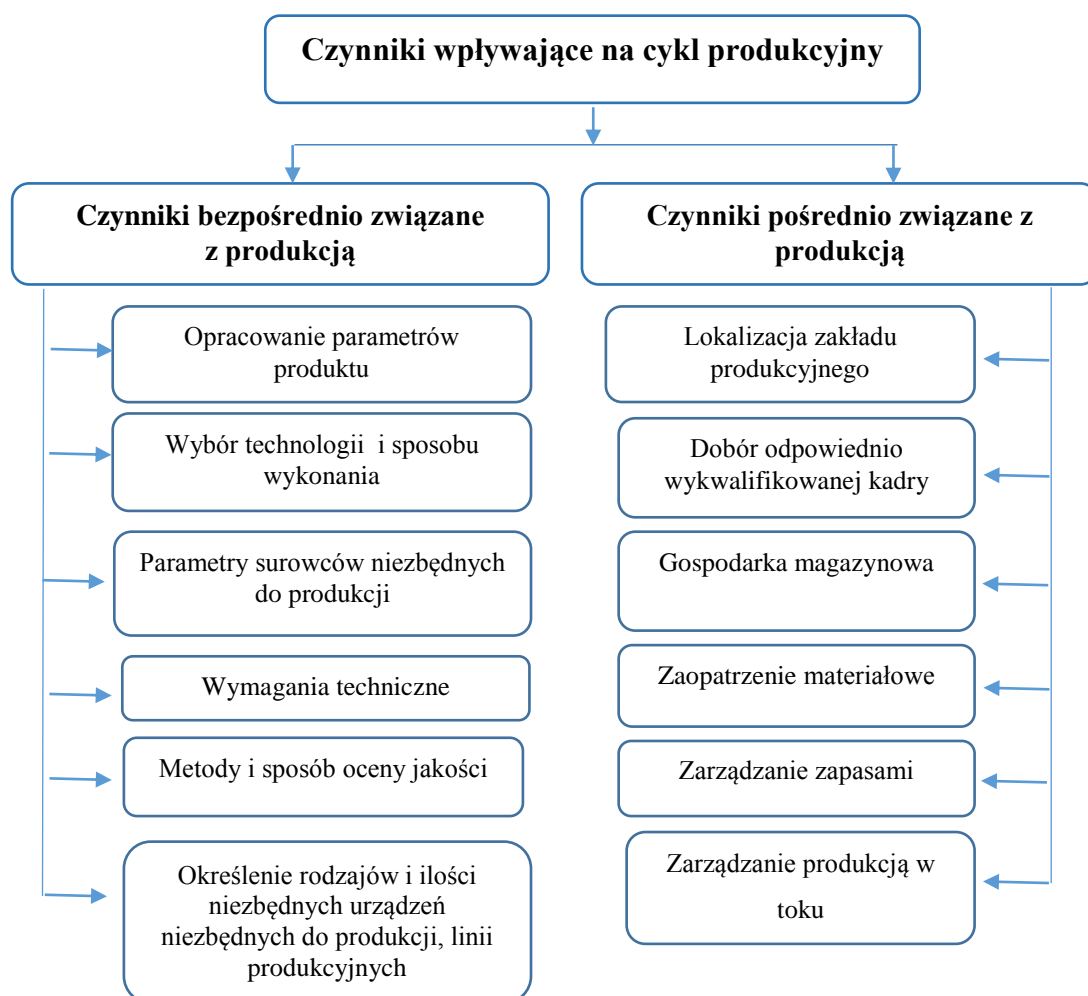 Czynniki wpływające na cykl produkcyjny
Czynniki bezpośrednio związane
z produkcją
Opracowanie parametrów
produktu
Wybór technologii i sposobu
wykonania
Parametry surowców niezbędnych
do produkcji
Wymagania techniczne
Metody i sposób oceny jakości
Określenie rodzajów i ilości
niezbędnych urządzeń
niezbędnych do produkcji, linii
produkcyjnych
Czynniki pośrednio związane z
produkcją
Lokalizacja zakładu
produkcyjnego
Dobór odpowiednio
wykwalifikowanej kadry
Gospodarka magazynowa
Zaopatrzenie materiałowe
Zarządzanie zapasami
Zarządzanie produkcją w
toku